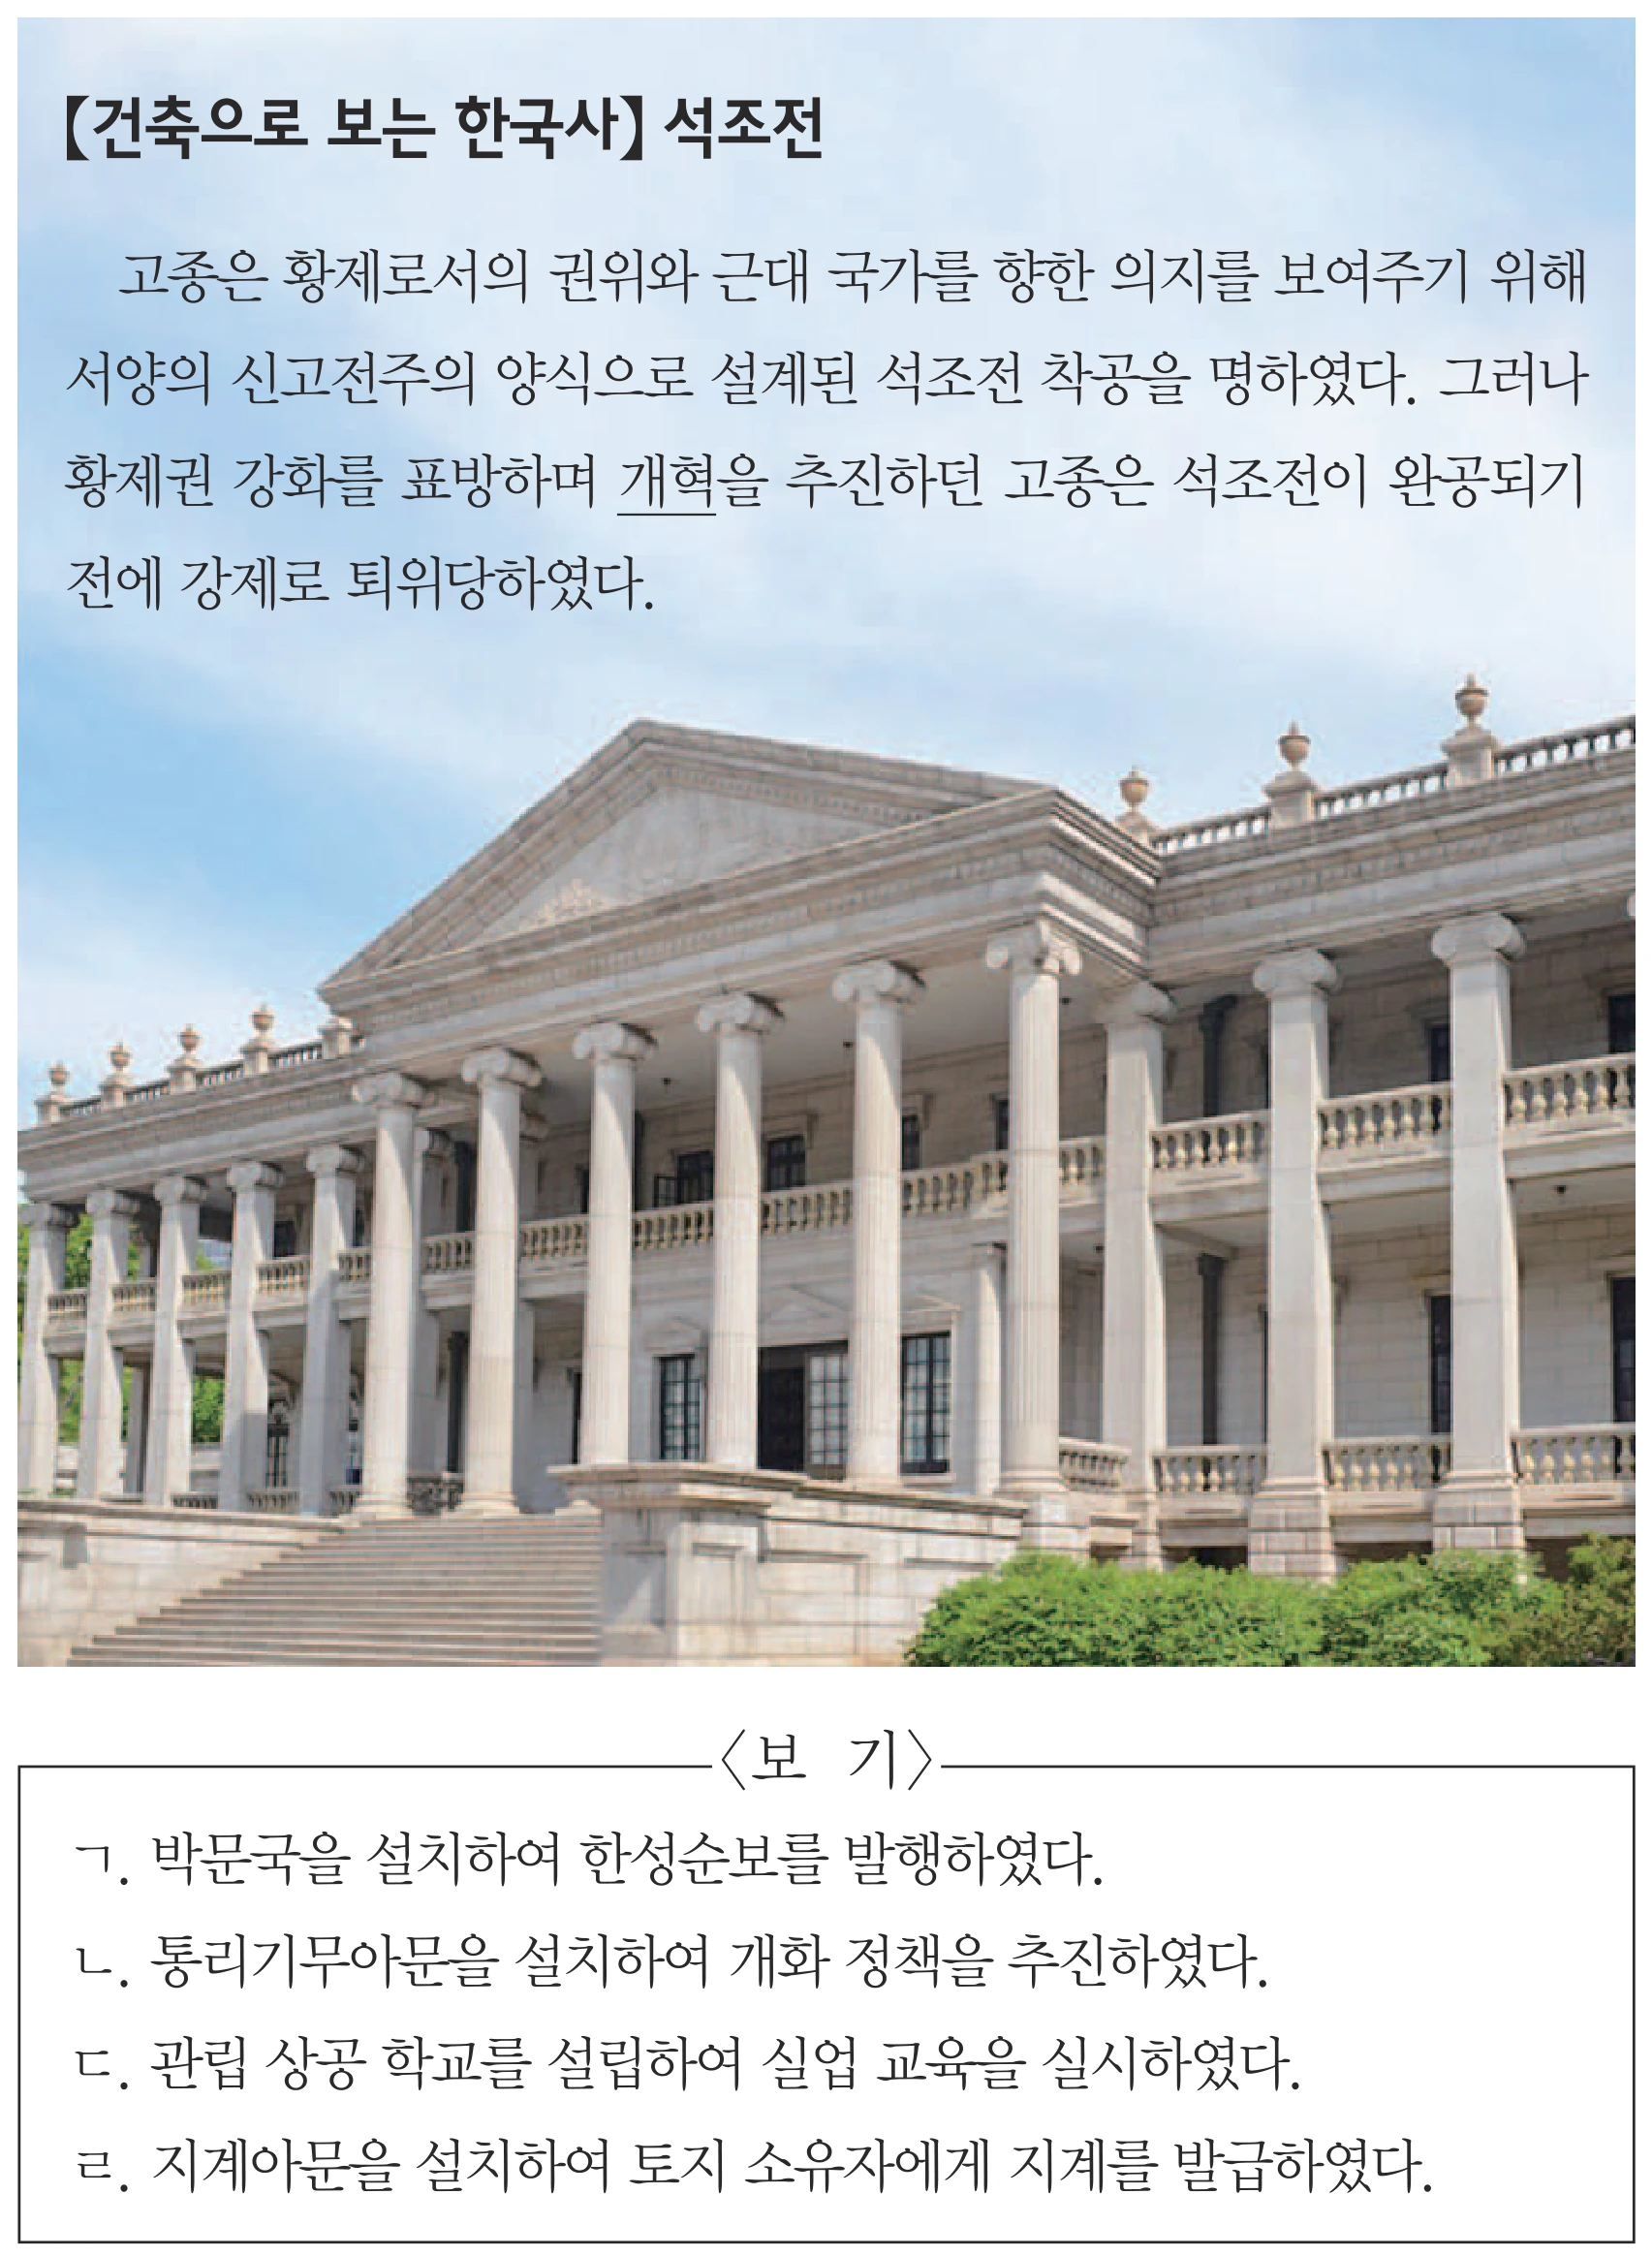 【건축으로 보는 한국사】 석조전
고종은 황제로서의 권위와 근대 국가를 향한 의지를 보여주기 위해
서양의 신고전주의 양식으로 설계된 석조전 착공을 명하였다. 그러나
황제권 강화를 표방하며 개혁을 추진하던 고종은 석조전이 완공되기
전에 강제로 퇴위당하였다.
〈보 기〉
ㄱ. 박문국을 설치하여 한성순보를 발행하였다.
ㄴ. 통리기무아문을 설치하여 개화 정책을 추진하였다.
ㄷ. 관립 상공 학교를 설립하여 실업 교육을 실시하였다.
ㄹ. 지계아문을 설치하여 토지 소유자에게 지계를 발급하였다.